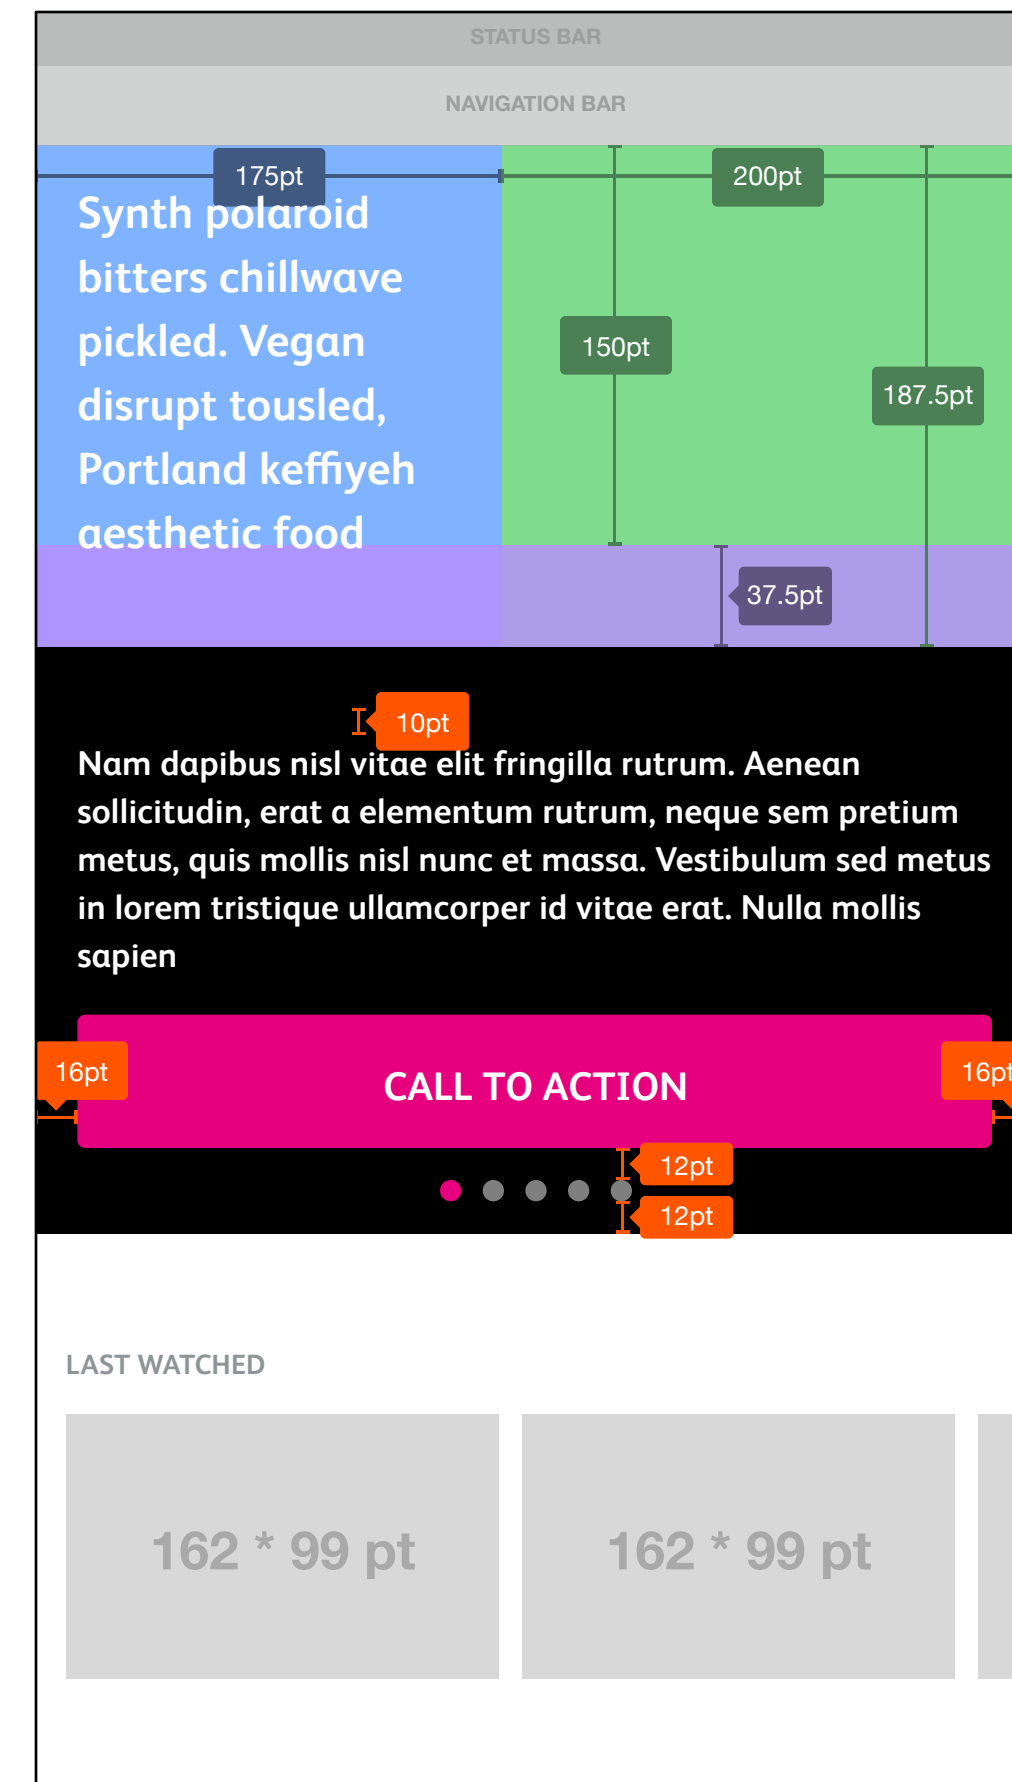 STATUS BAR
NAVIGATION BAR
175pt
200pt
Synth polaroid
bitters chillwave
pickled. Vegan
disrupt tousled,
Portland keffiyeh
aesthetic food
150pt
187.5pt
37.5pt
10pt
Nam dapibus nisl vitae elit fringilla rutrum. Aenean
sollicitudin, erat a elementum rutrum, neque sem pretium
metus, quis mollis nisl nunc et massa. Vestibulum sed metus
in lorem tristique ullamcorper id vitae erat. Nulla mollis
sapien
16pt
CALL TO ACTION
16pt
12pt
12pt
LAST WATCHED
162 * 99 pt
162 * 99 pt